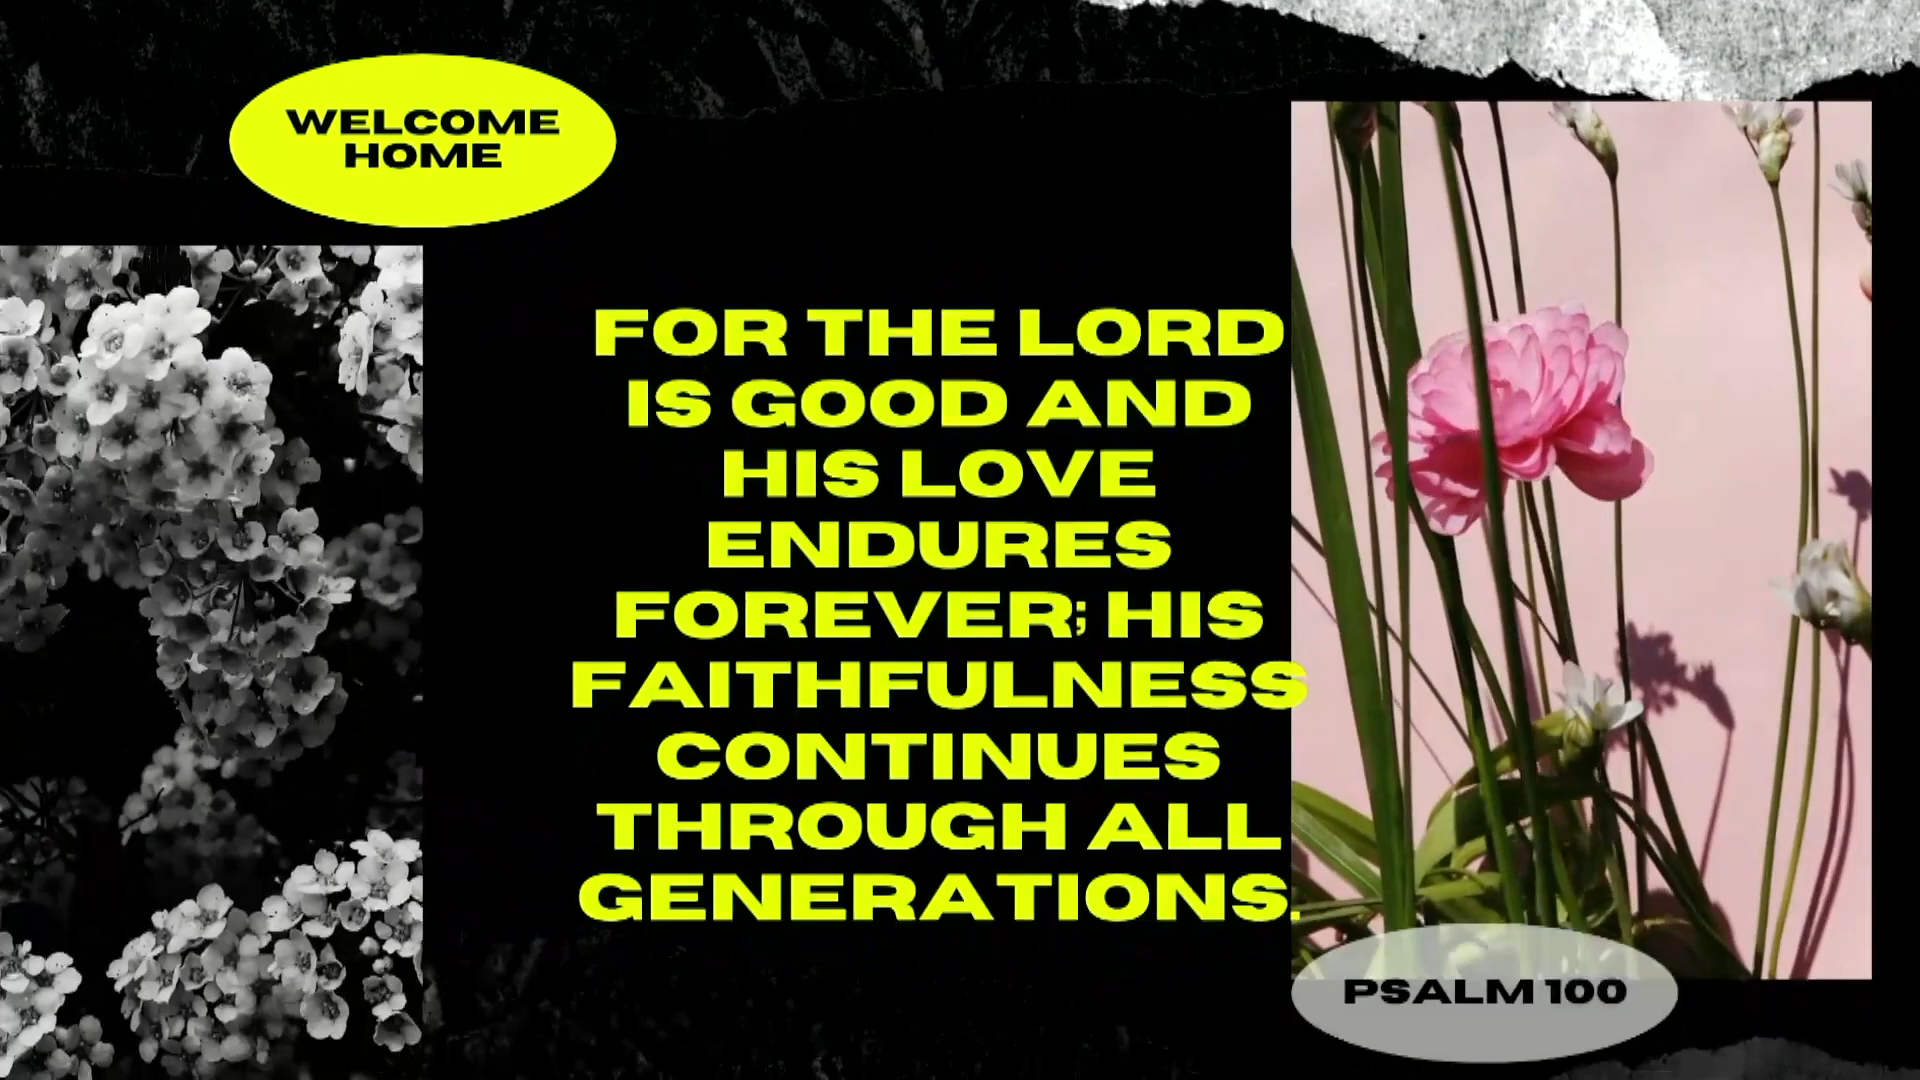 WELCOME
HOME
FOR THE LORD
IS GOOD AND
HIS LOVE
ENDURES
FOREVER; HIS
FAITHFULNESS
CONTINUES
THROUGH ALL
GENERATIONS.
PSALM 100